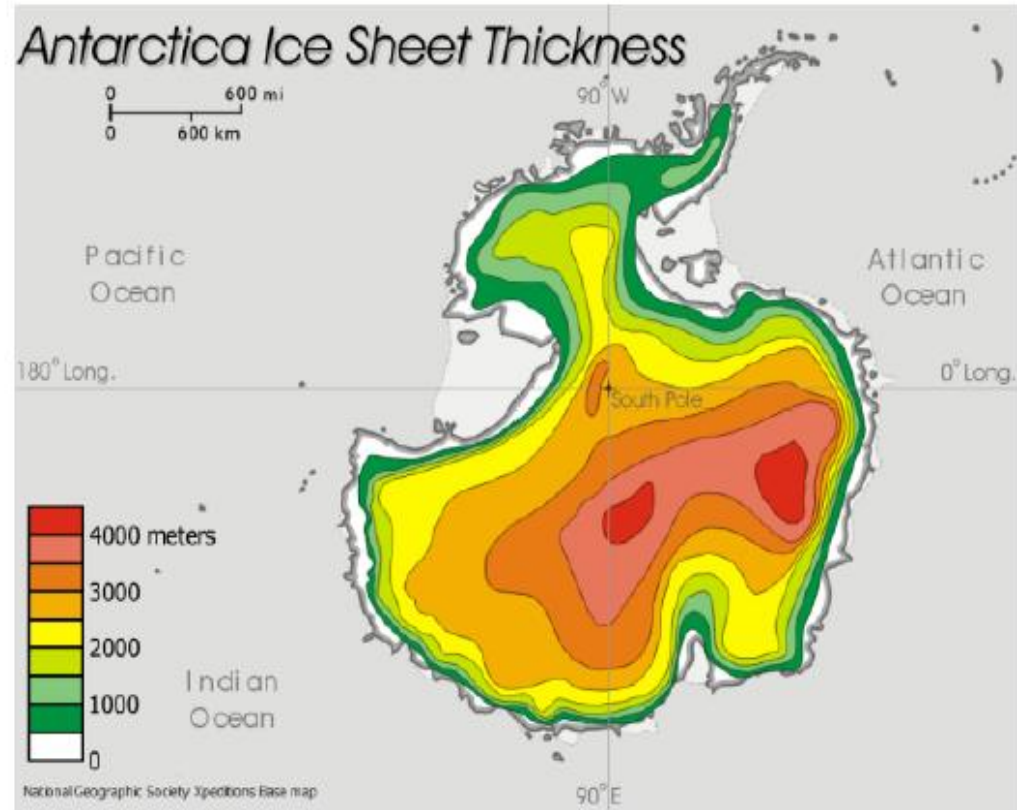 Antarctica Ice Sheet Thickness
0 600 mi
0 600 km
90° W
Pacific
Ocean
Atlantic
Ocean
180° Long.
0° Long.
South Pole
4000 meters
3000
2000
1000
0
Indian
Ocean
National Geographic Society Xpeditions Base map
90° E